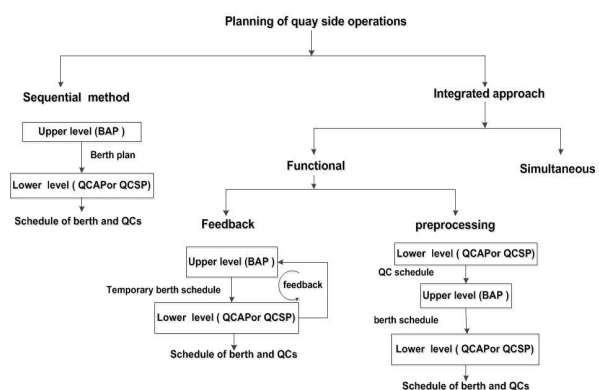 Planning of quay side operations
Sequential method
Integrated approach
Upper level (BAP )
Berth plan
Lower level ( QCAPor QCSP)
Schedule of berth and QCs
Functional
Simultaneous
Feedback
Upper level (BAP )
feedback
Temporary berth schedule
Lower level ( QCAPor QCSP)
Schedule of berth and QCs
preprocessing
Lower level ( QCAPor QCSP)
QC schedule
Upper level (BAP )
berth schedule
Lower level ( QCAPor QCSP)
Schedule of berth and QCs